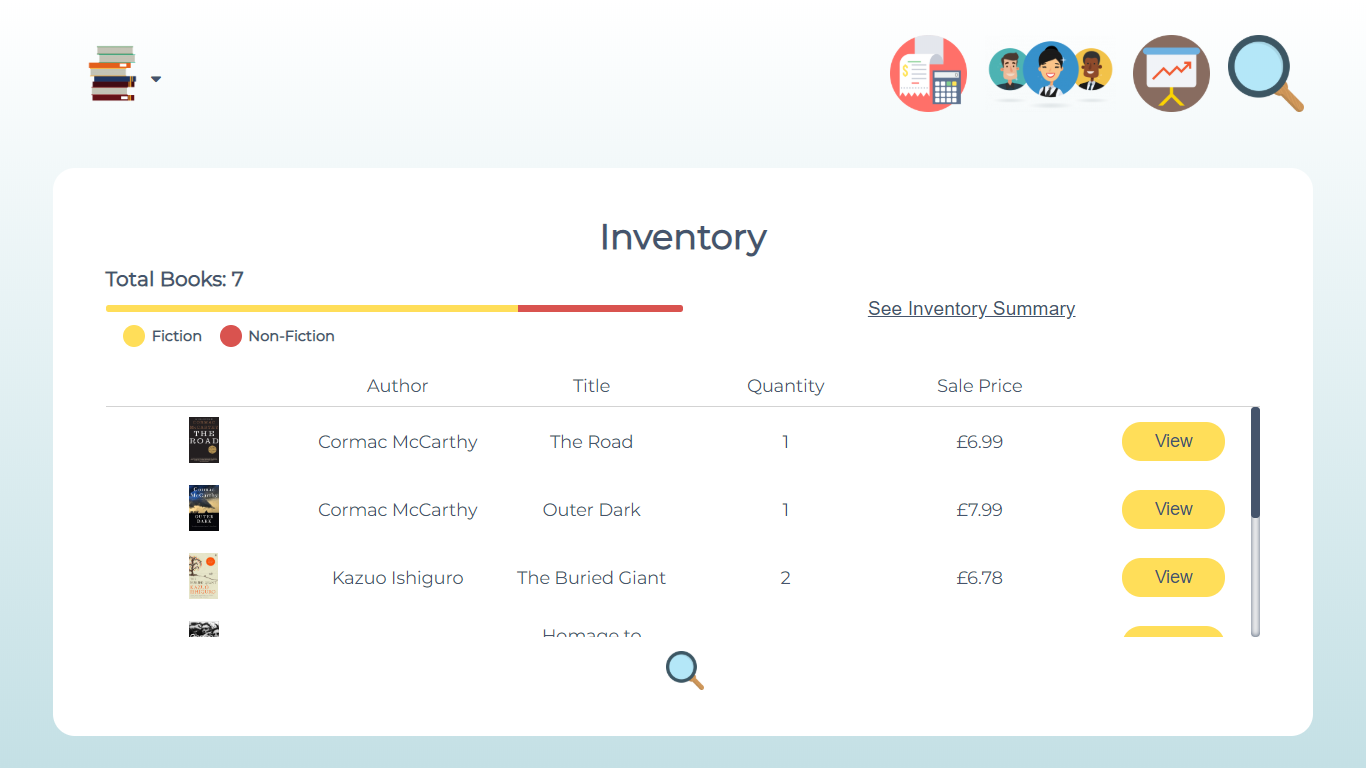 Inventory
Total Books: 7
See Inventory Summary
Fiction Non-Fiction
Author Title Quantity Sale Price
THE ROAD
Cormac McCarthy The Road 1 £6.99 View
Cormac McCarthy
OUTER DARK
Cormac McCarthy Outer Dark 1 £7.99 View
Kazuo Ishiguro The Buried Giant 2 £6.78 View
Homage to